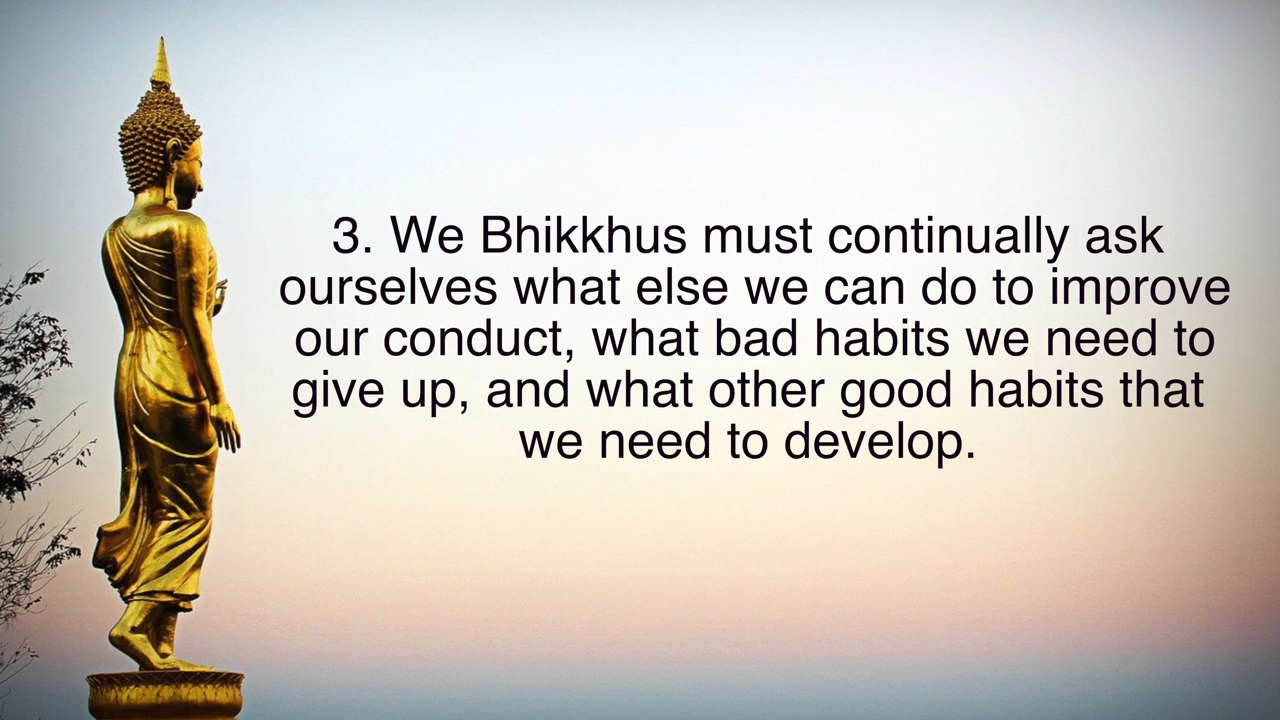 3. We Bhikkhus must continually ask
ourselves what else we can do to improve
our conduct, what bad habits we need to
give up, and what other good habits that
we need to develop.